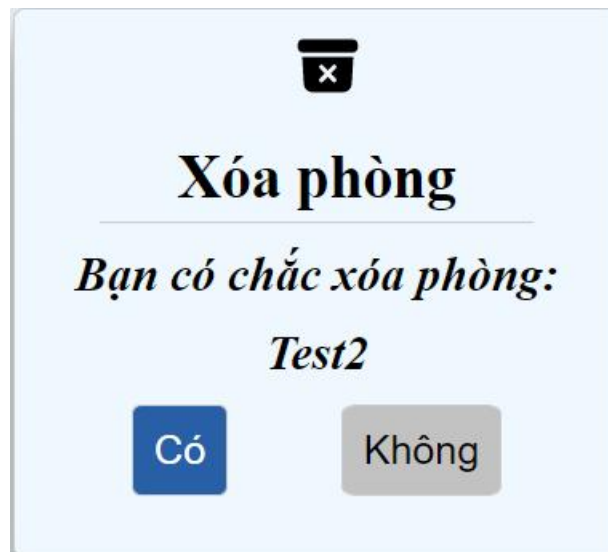 Xóa phòng
Bạn có chắc xóa phòng:
Test2
Có
Không